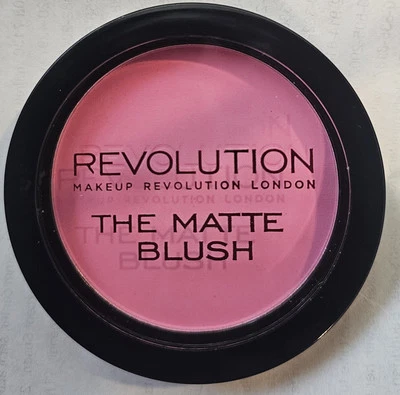 REVOLUTION
MAKEUP REVOLUTION LONDON
THE MATTE
BLUSH